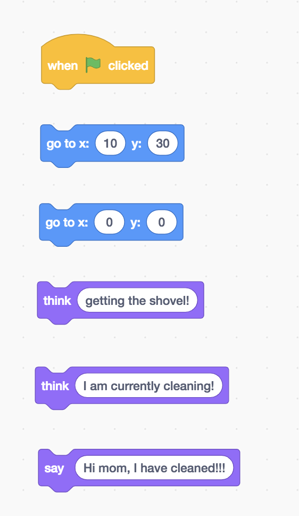 when clicked
go to x: 10 y: 30
go to x: 0 y: 0
think getting the shovel!
think I am currently cleaning!
say Hi mom, I have cleaned!!!